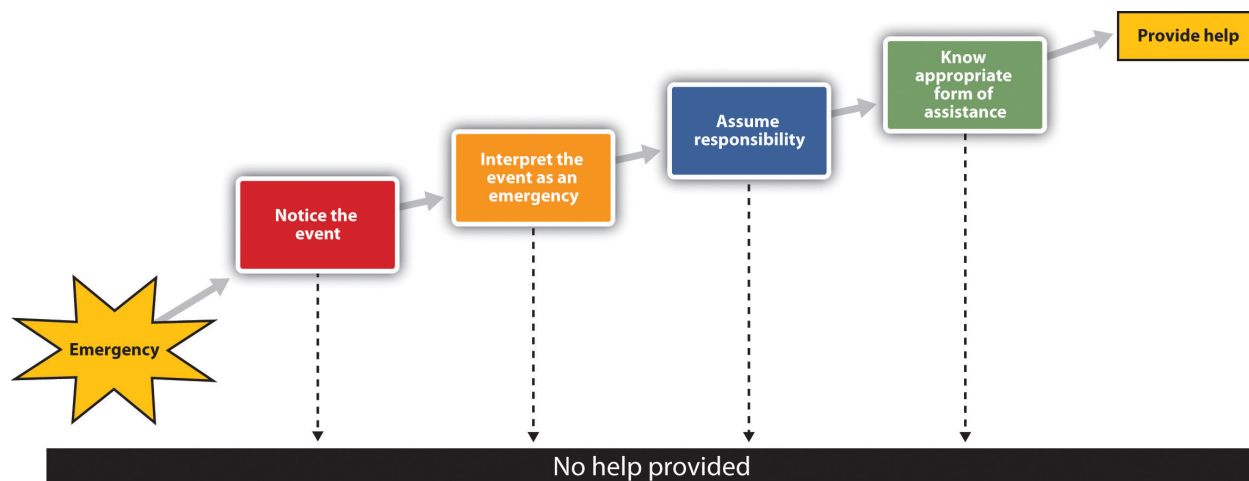 Emergency
Notice the
event
Interpret the
event as an
emergency
Assume
responsibility
Know
appropriate
form of
assistance
Provide help
No help provided